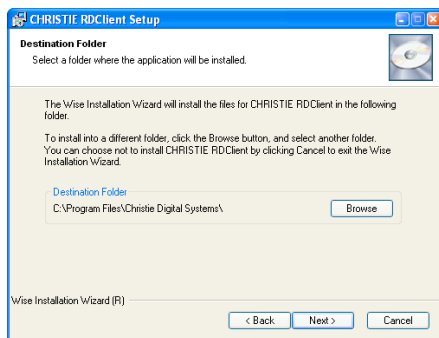 CHRISTIE RDClient Setup
Destination Folder
Select a folder where the application will be installed.
The Wise Installation Wizard will install the files for CHRISTIE RDClient in the following
folder.
To install into a different folder, click the Browse button, and select another folder.
You can choose not to install CHRISTIE RDClient by clicking Cancel to exit the Wise
Installation Wizard.
Destination Folder
C:\Program Files\Christie Digital Systems\
Browse
Wise Installation Wizard (R)
< Back
Next >
Cancel